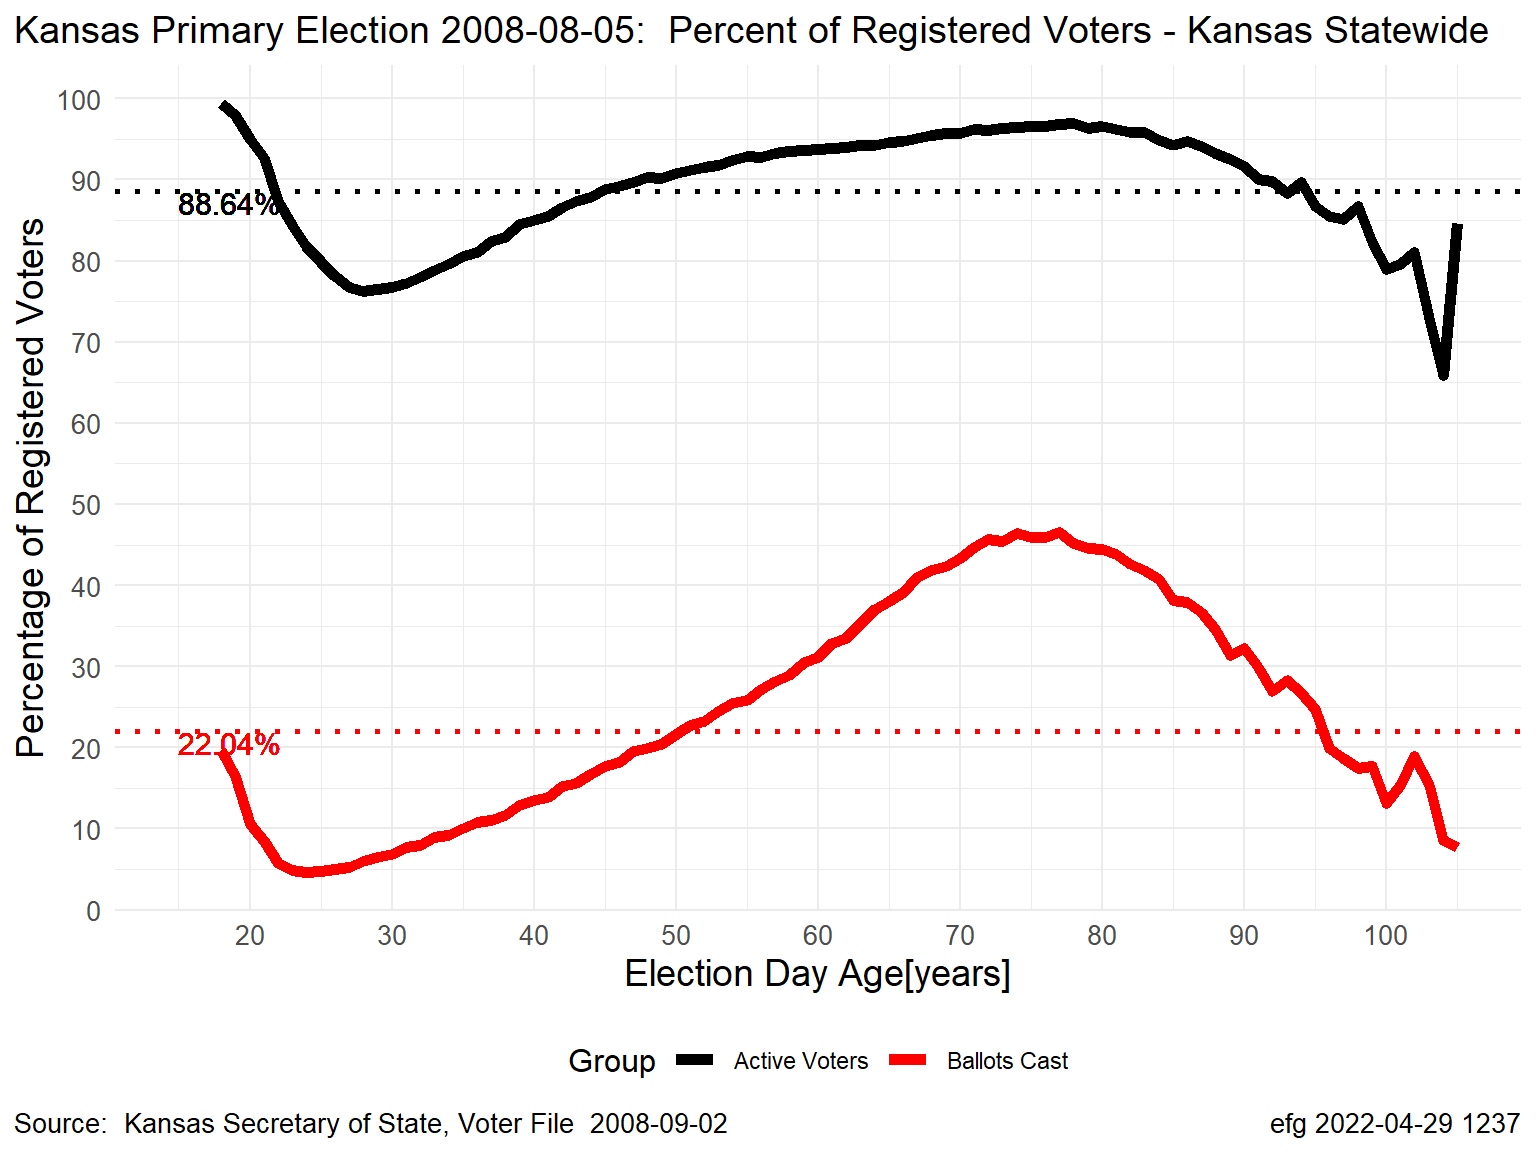 Kansas Primary Election 2008-08-05:  Percent of Registered Voters - Kansas Statewide
Percentage of Registered Voters
100
90
88.64%
80
70
60
50
40
30
20
22.04%
10
0
20 30 40 50 60 70 80 90 100
Election Day Age[years]
Group Active Voters Ballots Cast
Source:  Kansas Secretary of State, Voter File  2008-09-02
efg 2022-04-29 1237